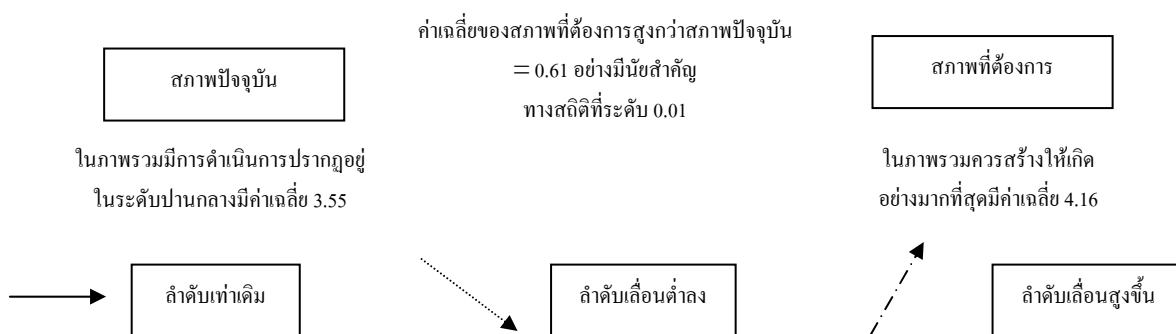 ค่าเฉลี่ยของสภาพที่ต้องการสูงกว่าสภาพปัจจุบัน
= 0.61 อย่างมีนัยสำคัญ
ทางสถิติที่ระดับ 0.01
สภาพปัจจุบัน
สภาพที่ต้องการ
ในภาพรวมมีการดำเนินการปรากฏอยู่
ในระดับปานกลางมีค่าเฉลี่ย 3.55
ในภาพรวมควรสร้างให้เกิด
อย่างมากที่สุดมีค่าเฉลี่ย 4.16
ลำดับเท่าเดิม
ลำดับเลื่อนต่ำลง
ลำดับเลื่อนสูงขึ้น